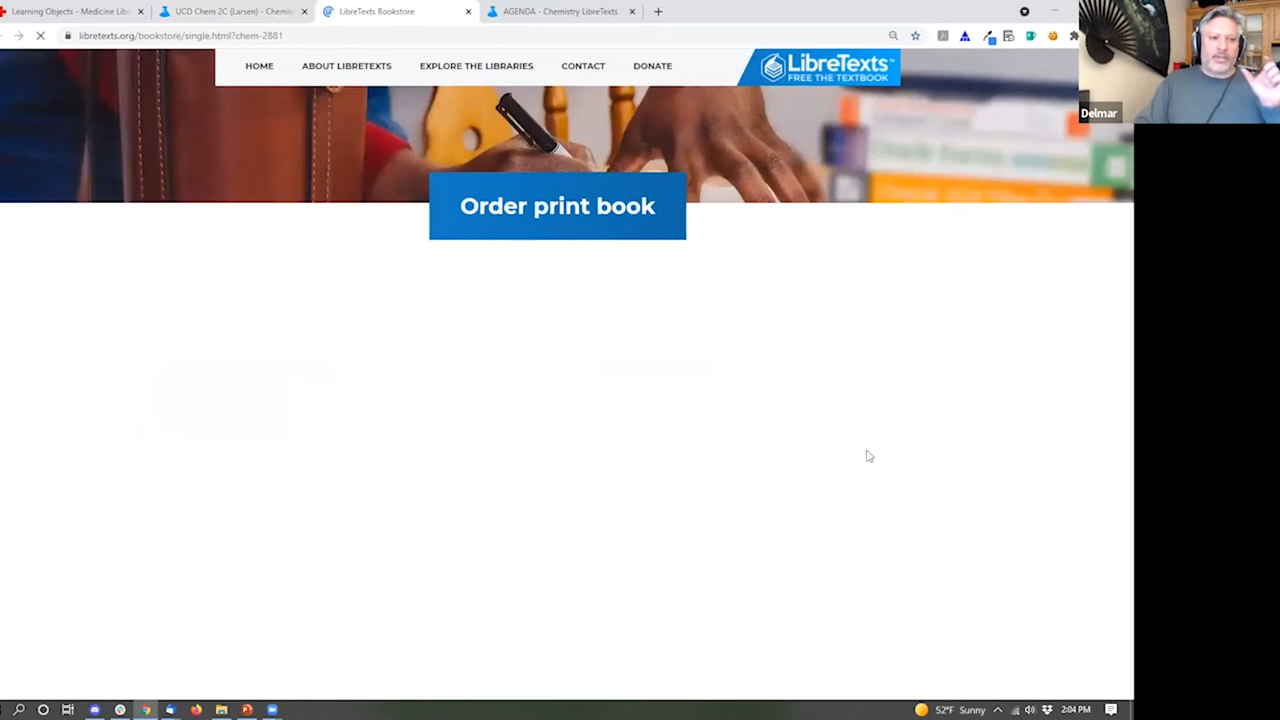 Learning Objects - Medicine Lib
UCD Chem 2C (Larsen) - Chemis
LibreTexts Bookstore
AGENDA - Chemistry LibreTexts
libretexts.org/bookstore/single.html?chem-2881
HOME
ABOUT LIBRETEXTS
EXPLORE THE LIBRARIES
CONTACT
DONATE
LibreTexts™
FREE THE TEXTBOOK
Delmar
Order print book
52°F Sunny
2:04 PM